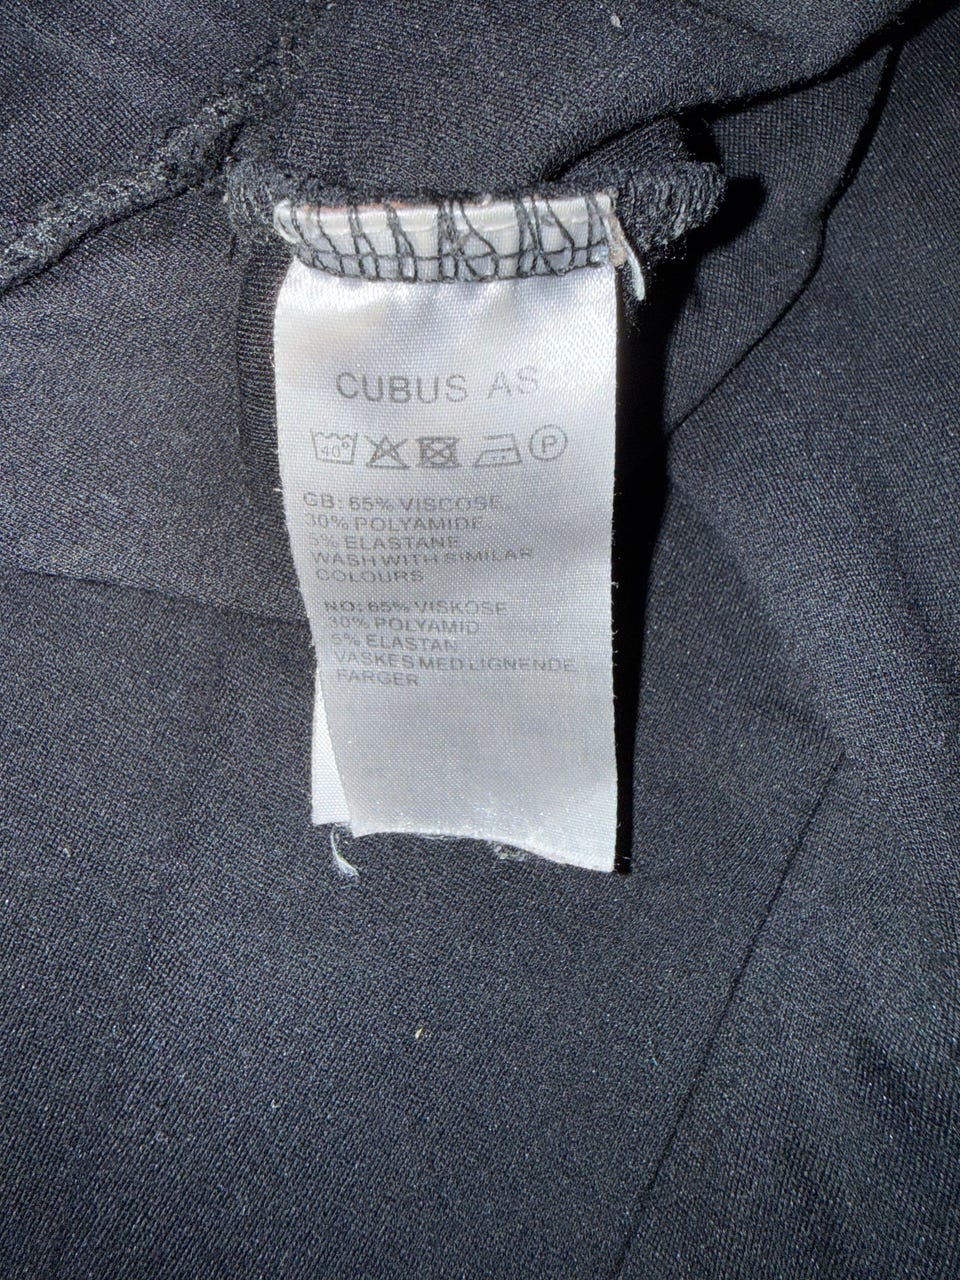 CUBUS AS
40° P
GB: 65% VISCOSE
30% POLYAMIDE
5% ELASTANE
WASH WITH SIMILAR
COLOURS
NO: 65% VISKOSE
30% POLYAMID
5% ELASTAN
VASKES MED LIGNENDE
FARGER